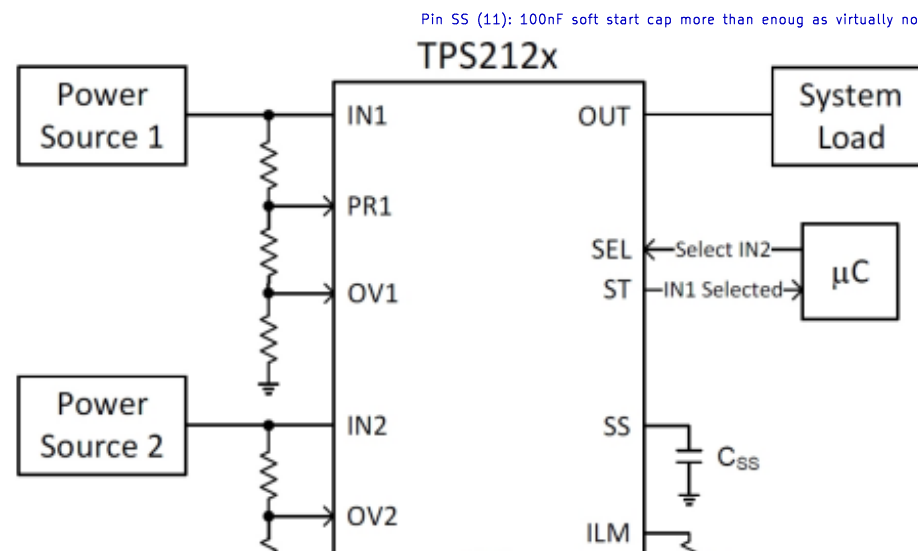 Pin SS (11): 100nF soft start cap more than enoug as virtually no
TPS212x
Power
Source 1
IN1
OUT
System
Load
PR1
SEL
Select IN2
μC
OV1
ST
IN1 Selected
Power
Source 2
IN2
SS
CSS
OV2
ILM